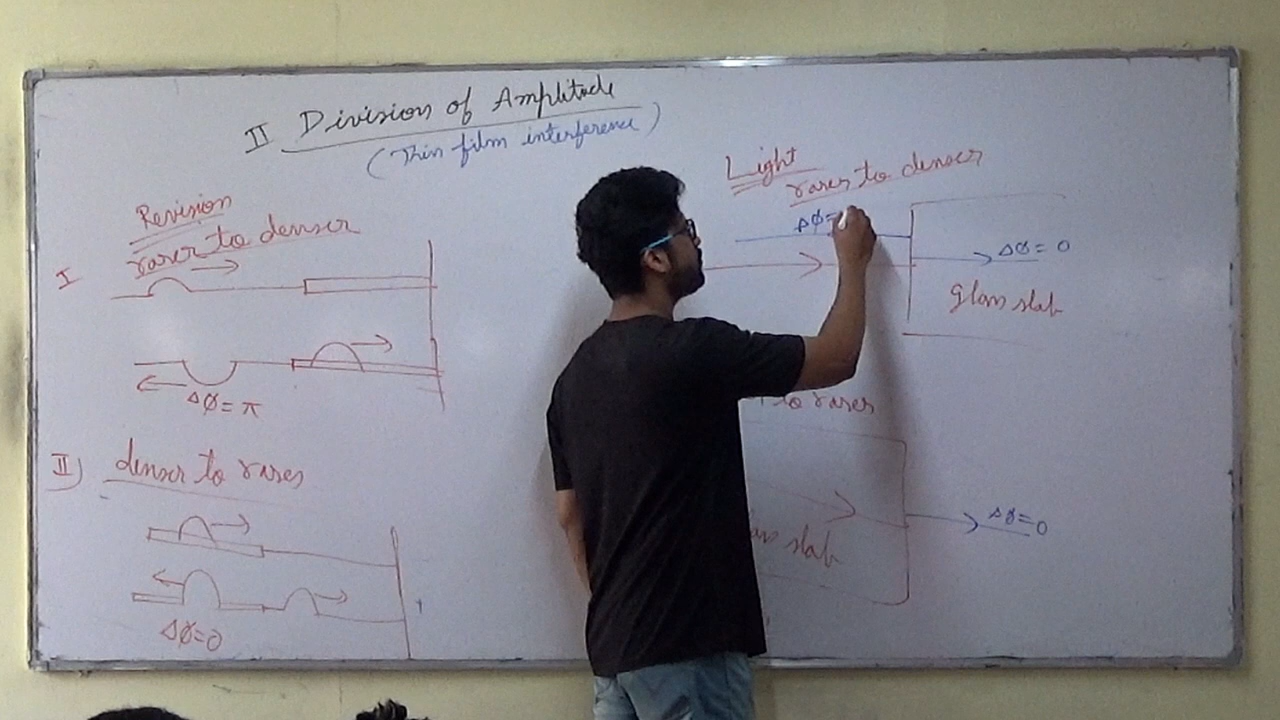 II Division of Amplitude
(Thin film interference)
Revision
rarer to denser
I
Δφ = π
II) denser to rarer
Δφ=0
Light
rarer to denser
Δφ=
Δφ = 0
Glass slab
to rarer
slab
Δφ=0